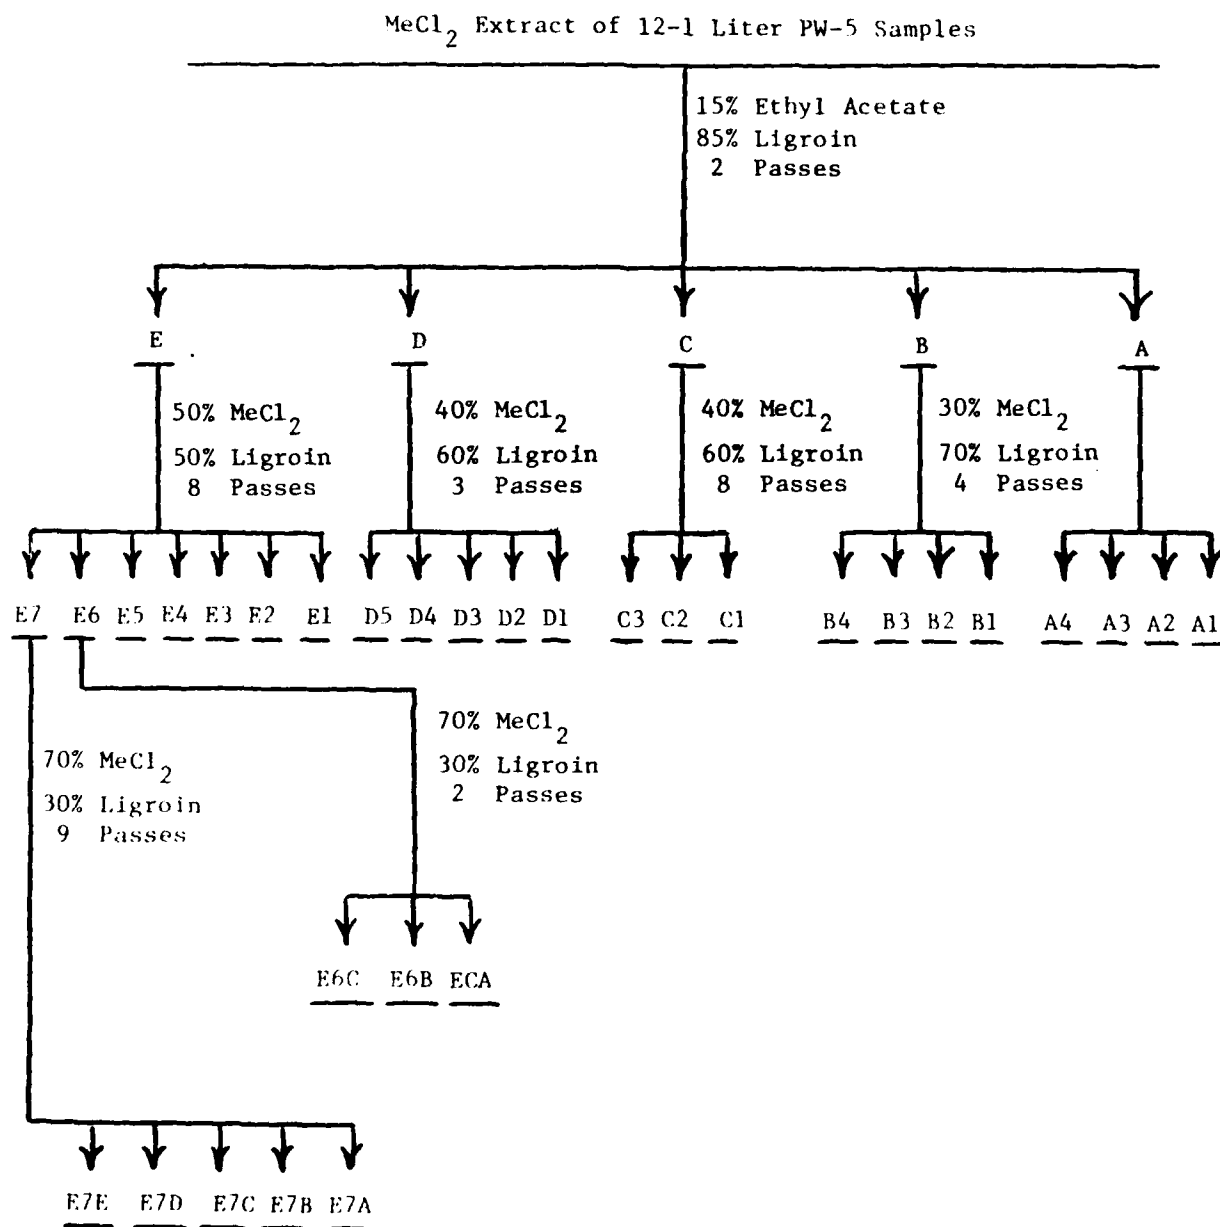 MeCl2 Extract of 12-1 Liter PW-5 Samples
15% Ethyl Acetate
85% Ligroin
2 Passes
E D C B A
50% MeCl2
50% Ligroin
8 Passes
40% MeCl2
60% Ligroin
3 Passes
40% MeCl2
60% Ligroin
8 Passes
30% MeCl2
70% Ligroin
4 Passes
E7 E6 E5 E4 E3 E2 E1 D5 D4 D3 D2 D1 C3 C2 C1 B4 B3 B2 B1 A4 A3 A2 A1
70% MeCl2
30% Ligroin
9 Passes
70% MeCl2
30% Ligroin
2 Passes
E6C E6B ECA
E7E E7D E7C E7B E7A